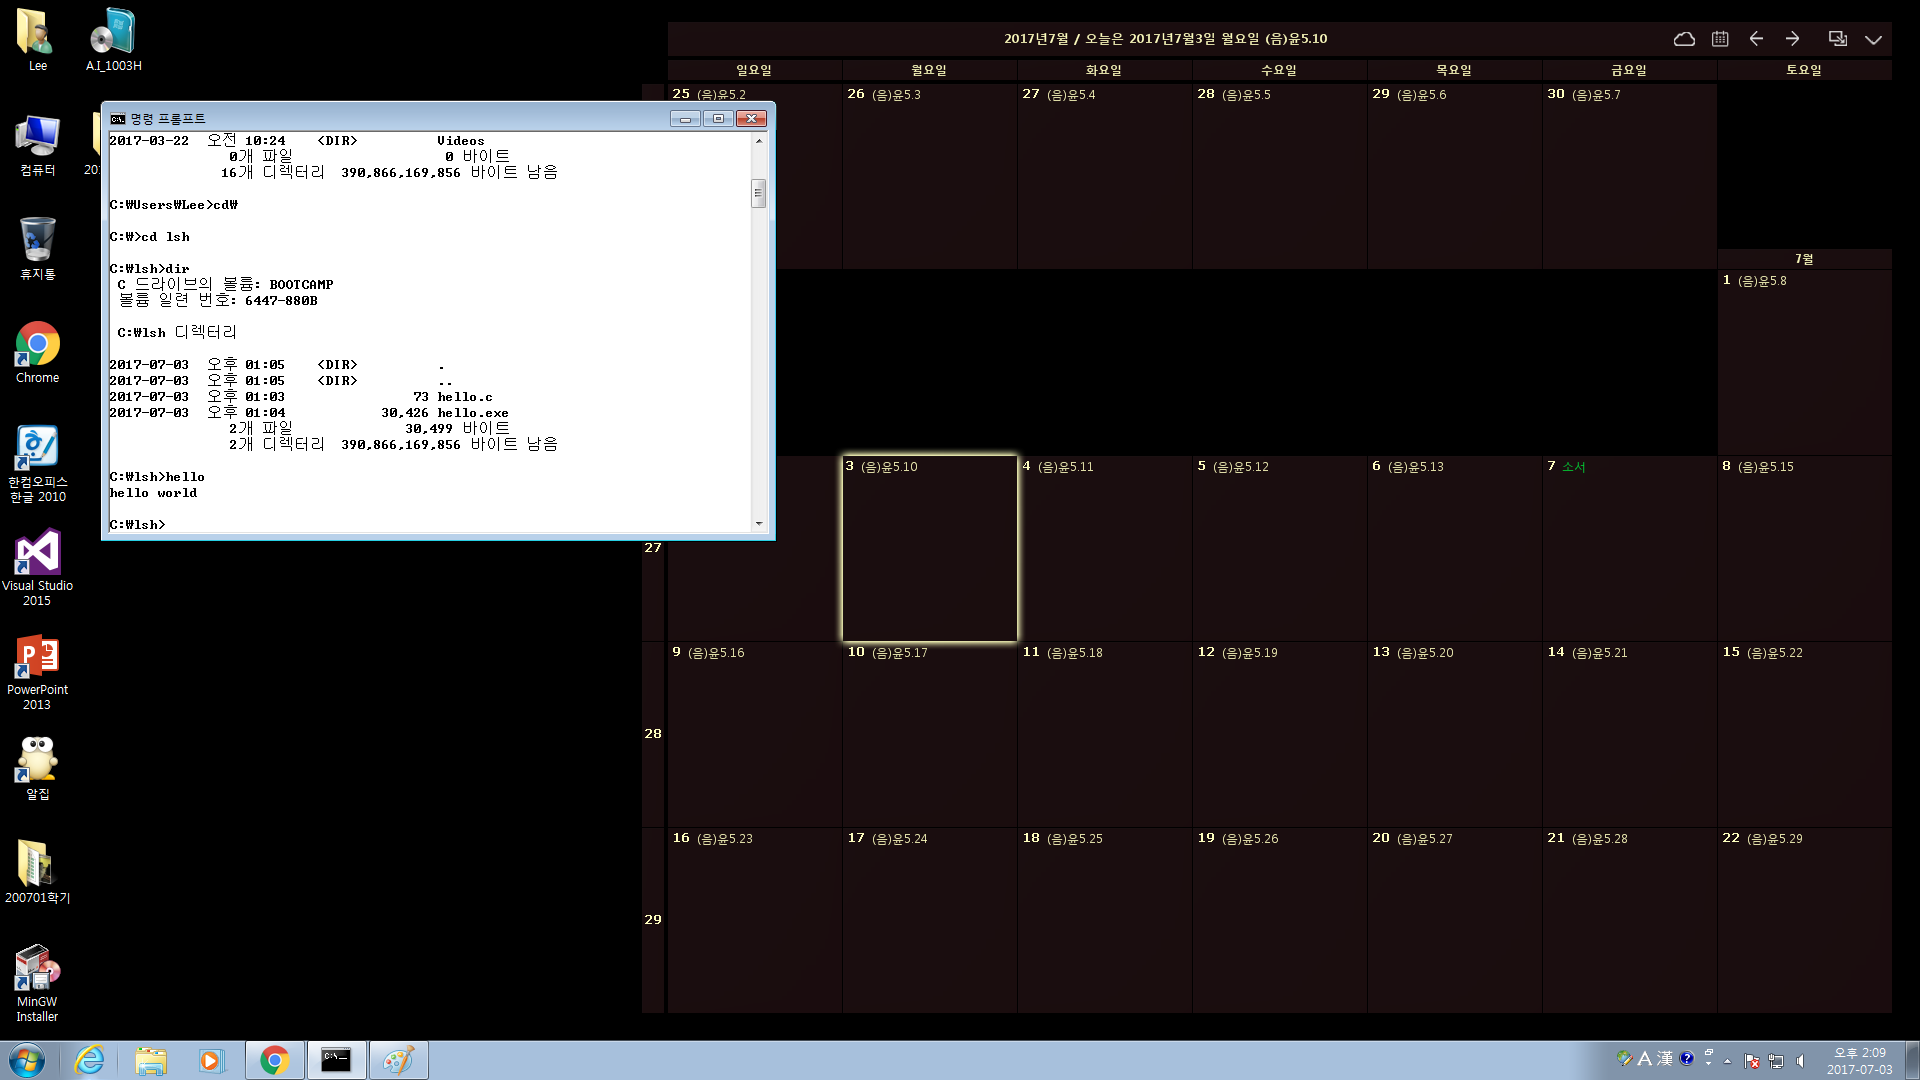 Lee
A.I_1003H
컴퓨터
휴지통
Chrome
한컴오피스
한글 2010
Visual Studio
2015
PowerPoint
2013
알집
200701학기
MinGW
Installer
명령 프롬프트
2017-03-22 오전 10:24 <DIR> Videos
0개 파일 0 바이트
16개 디렉터리 390,866,169,856 바이트 남음
C:₩Users₩Lee>cd₩
C:₩>cd lsh
C:₩lsh>dir
C 드라이브의 볼륨: BOOTCAMP
볼륨 일련 번호: 6447-880B
C:₩lsh 디렉터리
2017-07-03 오후 01:05 <DIR> .
2017-07-03 오후 01:05 <DIR> ..
2017-07-03 오후 01:03 73 hello.c
2017-07-03 오후 01:04 30,426 hello.exe
2개 파일 30,499 바이트
2개 디렉터리 390,866,169,856 바이트 남음
C:₩lsh>hello
hello world
C:₩lsh>
2017년7월 / 오늘은 2017년7월3일 월요일 (음)윤5.10
일요일 월요일 화요일 수요일 목요일 금요일 토요일
25 (음)윤5.2 26 (음)윤5.3 27 (음)윤5.4 28 (음)윤5.5 29 (음)윤5.6 30 (음)윤5.7
7월
1 (음)윤5.8
3 (음)윤5.10 4 (음)윤5.11 5 (음)윤5.12 6 (음)윤5.13 7 소서 8 (음)윤5.15
27
9 (음)윤5.16 10 (음)윤5.17 11 (음)윤5.18 12 (음)윤5.19 13 (음)윤5.20 14 (음)윤5.21 15 (음)윤5.22
28
16 (음)윤5.23 17 (음)윤5.24 18 (음)윤5.25 19 (음)윤5.26 20 (음)윤5.27 21 (음)윤5.28 22 (음)윤5.29
29
A 漢
오후 2:09
2017-07-03